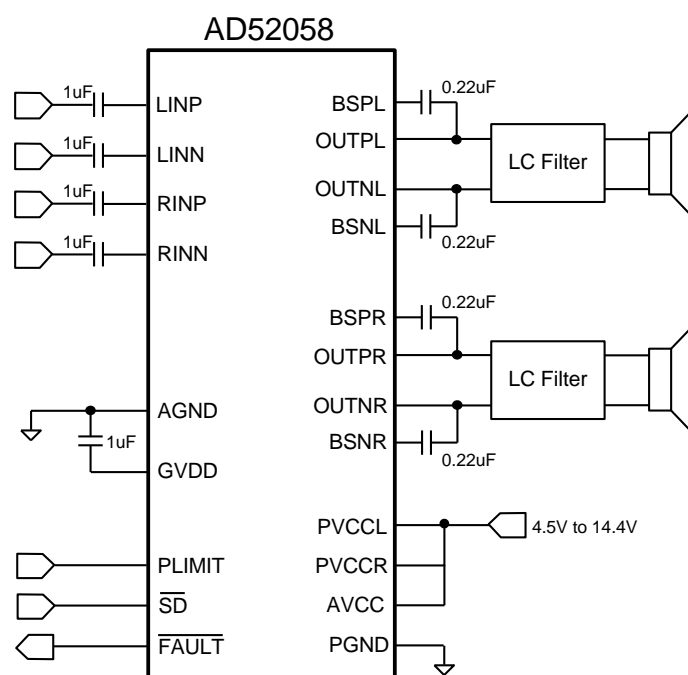 AD52058
1uF
LINP
1uF
LINN
1uF
RINP
1uF
RINN
AGND
1uF
GVDD
PLIMIT
SD
FAULT
BSPL
0.22uF
OUTPL
LC Filter
OUTNL
BSNL
0.22uF
BSPR
0.22uF
OUTPR
LC Filter
OUTNR
BSNR
0.22uF
PVCCL
4.5V to 14.4V
PVCCR
AVCC
PGND